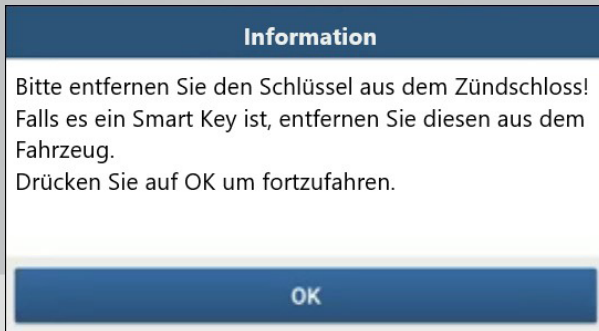 Information
Bitte entfernen Sie den Schlüssel aus dem Zündschloss!
Falls es ein Smart Key ist, entfernen Sie diesen aus dem
Fahrzeug.
Drücken Sie auf OK um fortzufahren.
OK